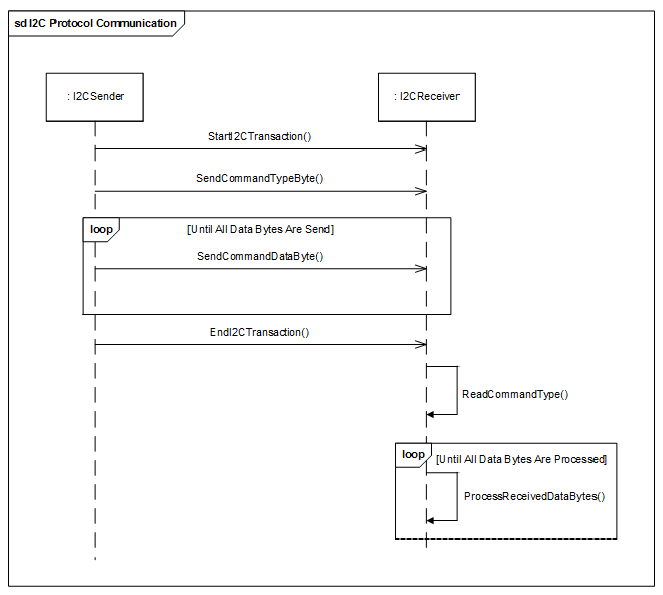 sd I2C Protocol Communication
: I2CSender
: I2CReceiver
StartI2CTransaction()
SendCommandTypeByte()
loop
[Until All Data Bytes Are Send]
SendCommandDataByte()
EndI2CTransaction()
ReadCommandType()
loop
[Until All Data Bytes Are Processed]
ProcessReceivedDataBytes()